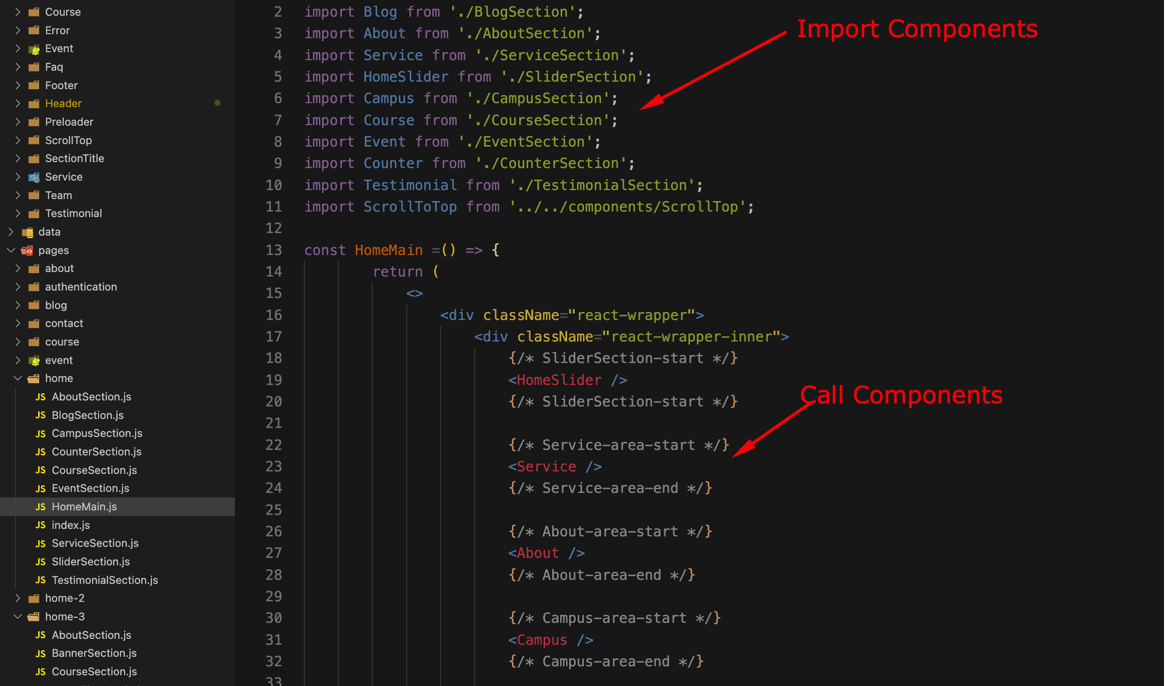 Course
Error
Event
Faq
Footer
Header
Preloader
ScrollTop
SectionTitle
Service
Team
Testimonial
data
pages
about
authentication
blog
contact
course
event
home
JS AboutSection.js
JS BlogSection.js
JS CampusSection.js
JS CounterSection.js
JS CourseSection.js
JS EventSection.js
JS HomeMain.js
JS index.js
JS ServiceSection.js
JS SliderSection.js
JS TestimonialSection.js
home-2
home-3
JS AboutSection.js
JS BannerSection.js
JS CourseSection.js
2 import Blog from './BlogSection';
3 import About from './AboutSection';
4 import Service from './ServiceSection';
5 import HomeSlider from './SliderSection';
6 import Campus from './CampusSection';
7 import Course from './CourseSection';
8 import Event from './EventSection';
9 import Counter from './CounterSection';
10 import Testimonial from './TestimonialSection';
11 import ScrollToTop from '../../components/ScrollTop';
12
13 const HomeMain =() => {
14 return (
15 <>
16 <div className="react-wrapper">
17 <div className="react-wrapper-inner">
18 {/* SliderSection-start */}
19 <HomeSlider />
20 {/* SliderSection-start */}
21
22 {/* Service-area-start */}
23 <Service />
24 {/* Service-area-end */}
25
26 {/* About-area-start */}
27 <About />
28 {/* About-area-end */}
29
30 {/* Campus-area-start */}
31 <Campus />
32 {/* Campus-area-end */}
33
Import Components
Call Components